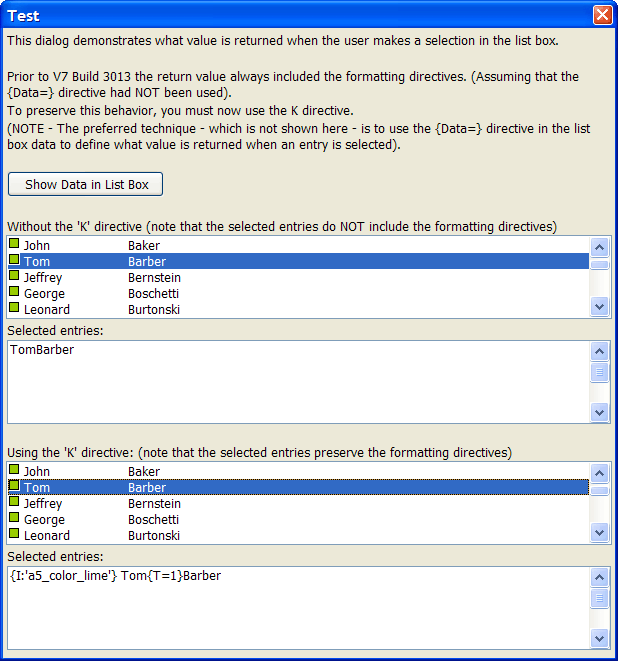 Test
This dialog demonstrates what value is returned when the user makes a selection in the list box.
Prior to V7 Build 3013 the return value always included the formatting directives. (Assuming that the
{Data=} directive had NOT been used).
To preserve this behavior, you must now use the K directive.
(NOTE - The preferred technique - which is not shown here - is to use the {Data=} directive in the list
box data to define what value is returned when an entry is selected).
Show Data in List Box
Without the 'K' directive (note that the selected entries do NOT include the formatting directives)
John Baker
Tom Barber
Jeffrey Bernstein
George Boschetti
Leonard Burtonski
Selected entries:
TomBarber
Using the 'K' directive: (note that the selected entries preserve the formatting directives)
John Baker
Tom Barber
Jeffrey Bernstein
George Boschetti
Leonard Burtonski
Selected entries:
{I:'a5_color_lime'} Tom{T=1}Barber